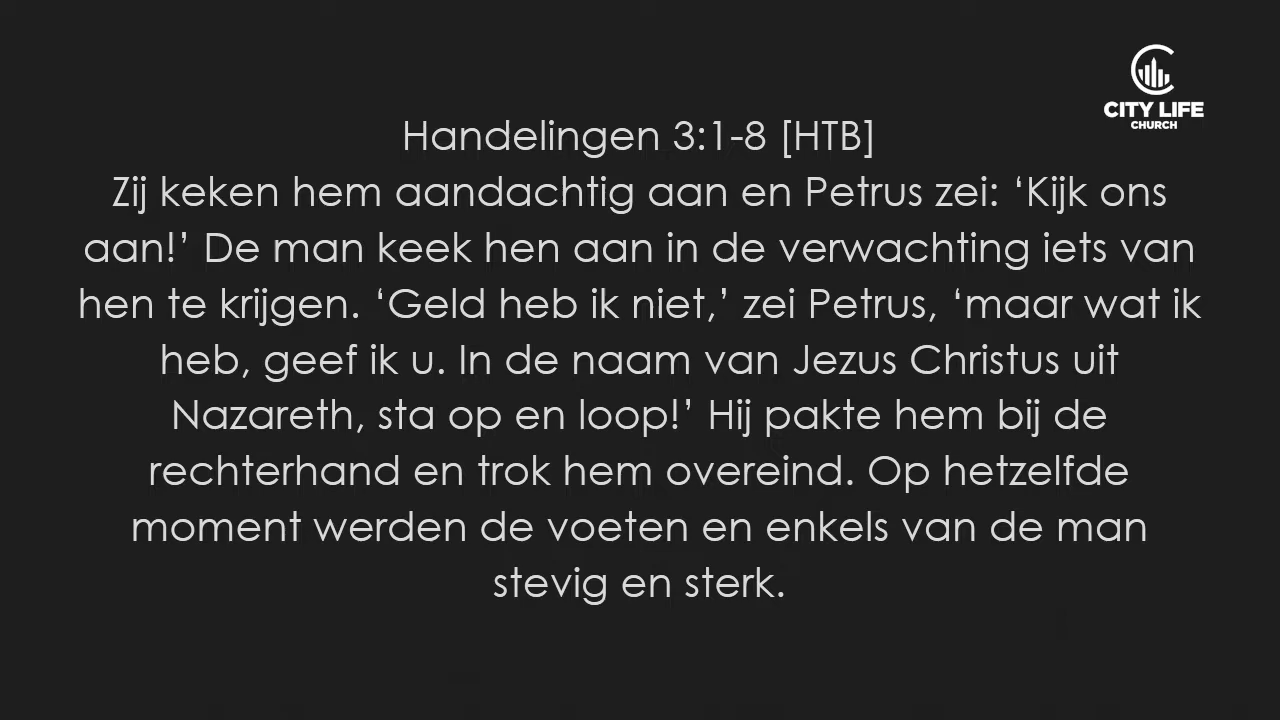 CITY LIFE
CHURCH
Handelingen 3:1-8 [HTB]
Zij keken hem aandachtig aan en Petrus zei: ‘Kijk ons
aan!’ De man keek hen aan in de verwachting iets van
hen te krijgen. ‘Geld heb ik niet,’ zei Petrus, ‘maar wat ik
heb, geef ik u. In de naam van Jezus Christus uit
Nazareth, sta op en loop!’ Hij pakte hem bij de
rechterhand en trok hem overeind. Op hetzelfde
moment werden de voeten en enkels van de man
stevig en sterk.